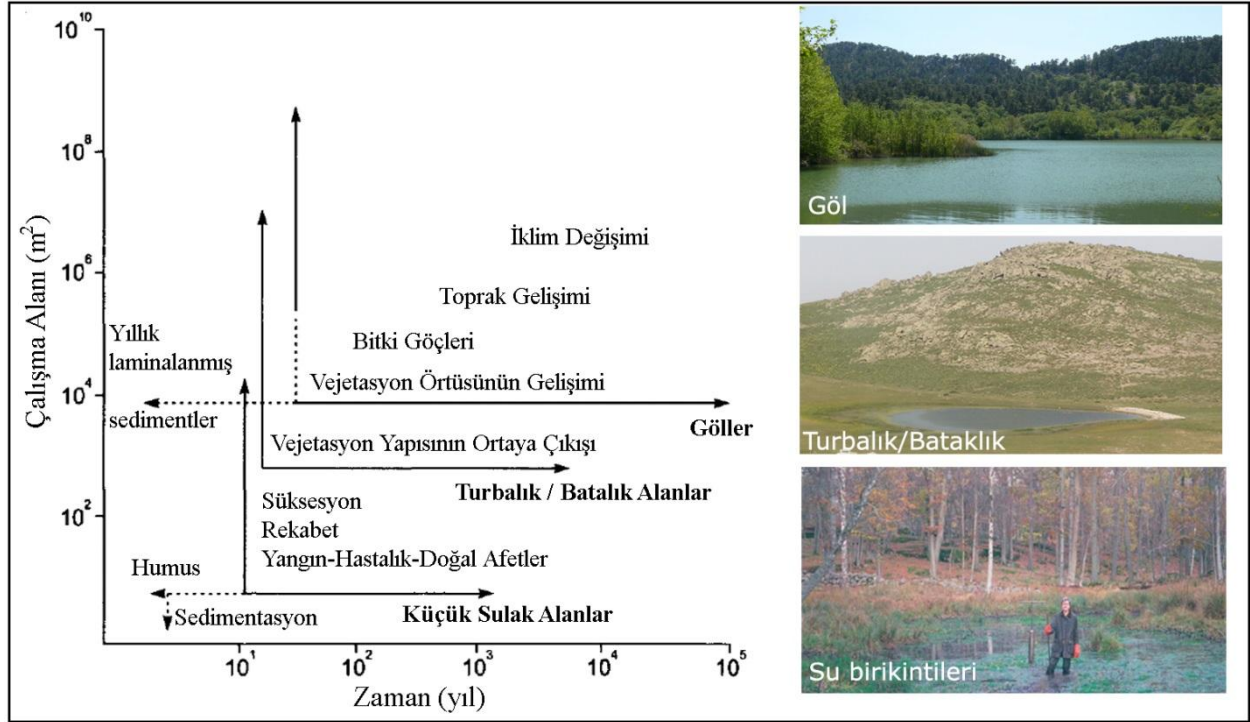 10^10
10^8
10^6
10^4
10^2
Çalışma Alanı (m²)
İklim Değişimi
Toprak Gelişimi
Bitki Göçleri
Yıllık
laminalanmış
sedimentler
Vejetasyon Örtüsünün Gelişimi
Göller
Vejetasyon Yapısının Ortaya Çıkışı
Turbalık / Batalık Alanlar
Süksesyon
Rekabet
Yangın-Hastalık-Doğal Afetler
Humus
Sedimentasyon
Küçük Sulak Alanlar
10^1 10^2 10^3 10^4 10^5
Zaman (yıl)
Göl
Turbalık/Bataklık
Su birikintileri